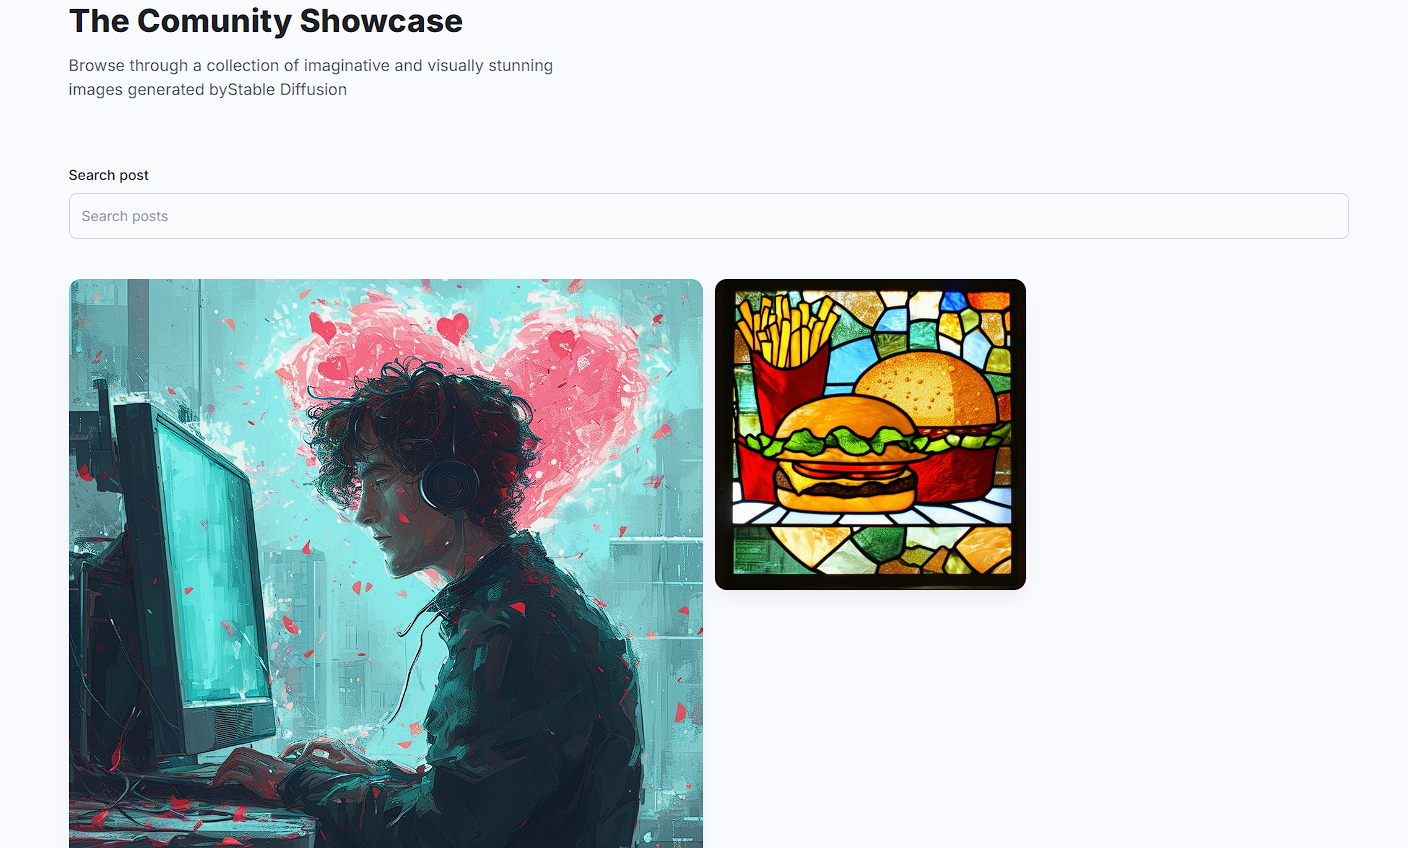 The Comunity Showcase
Browse through a collection of imaginative and visually stunning
images generated byStable Diffusion
Search post
Search posts